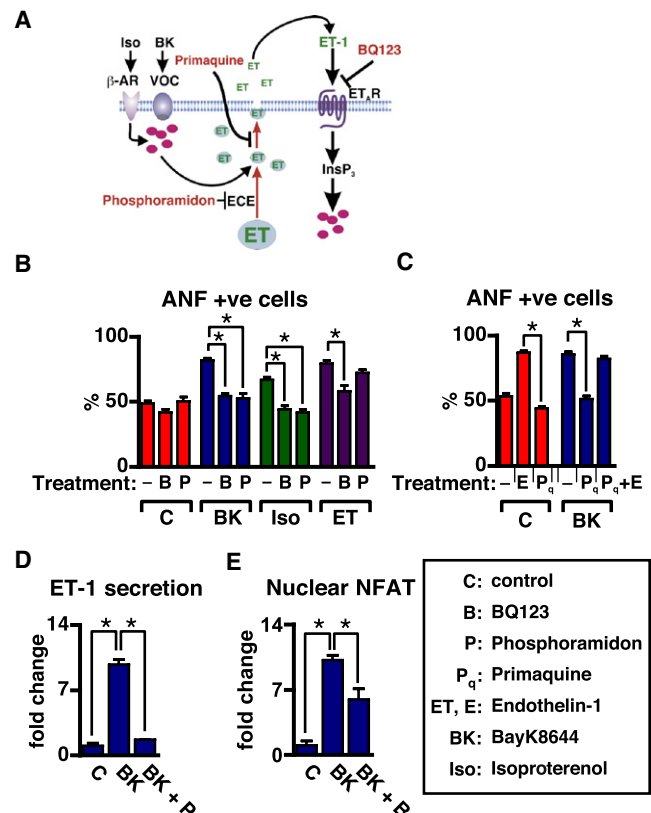 A
Iso BK
Primaquine
ET-1
BQ123
β-AR VOC
ET
ET
ET
ET
ET_AR
ET
ET
ET
ET
ET
InsP3
Phosphoramidon ECE
ET
B
ANF +ve cells
100
50
0
%
Treatment: – B P – B P – B P – B P
C BK Iso ET
* * * * *
C
ANF +ve cells
100
50
0
%
Treatment: – E Pq – Pq Pq+E
C BK
* *
D
ET-1 secretion
14
7
0
fold change
* *
C BK BK + P
E
Nuclear NFAT
14
7
0
fold change
* *
C BK
C: control
B: BQ123
P: Phosphoramidon
Pq: Primaquine
ET, E: Endothelin-1
BK: BayK8644
Iso: Isoproterenol